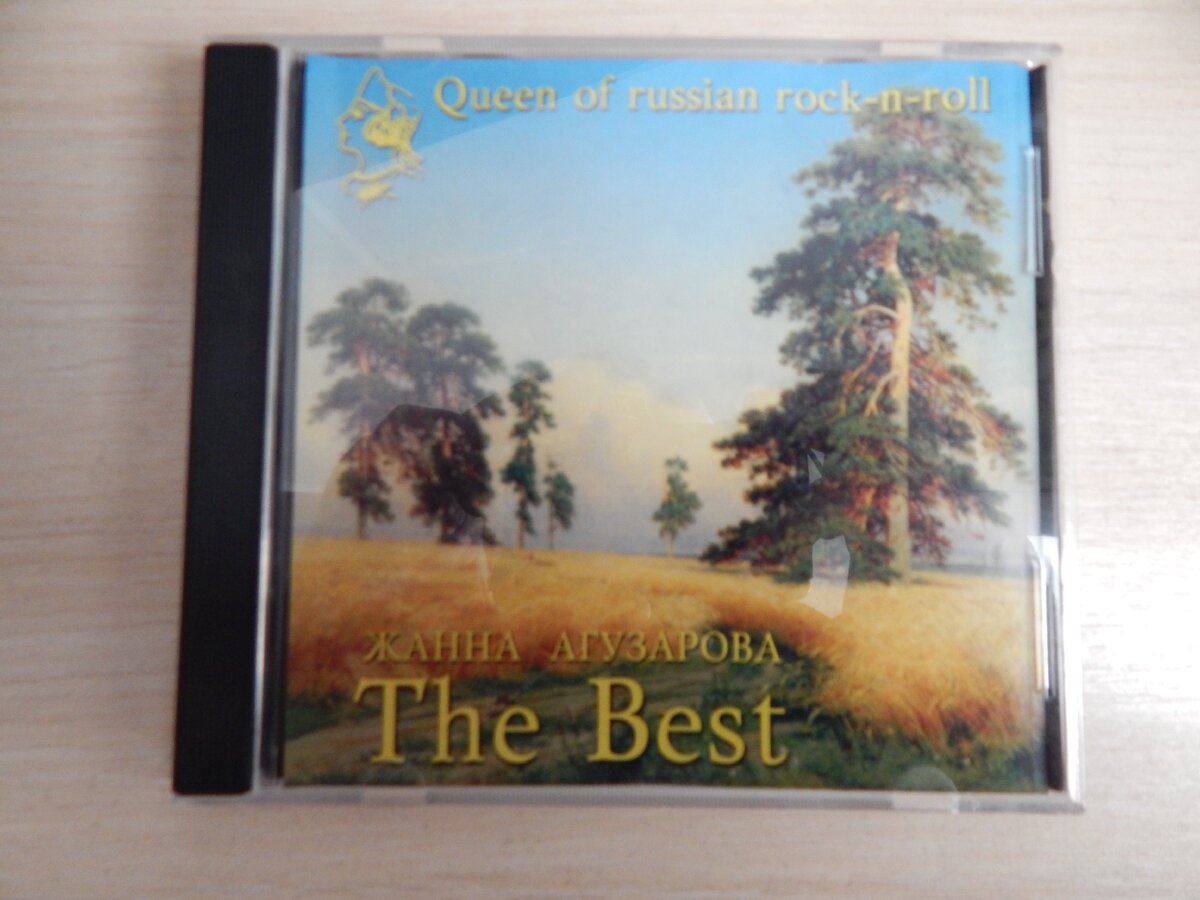 Queen of russian rock-n-roll
ЖАННА АГУЗАРОВА
The Best